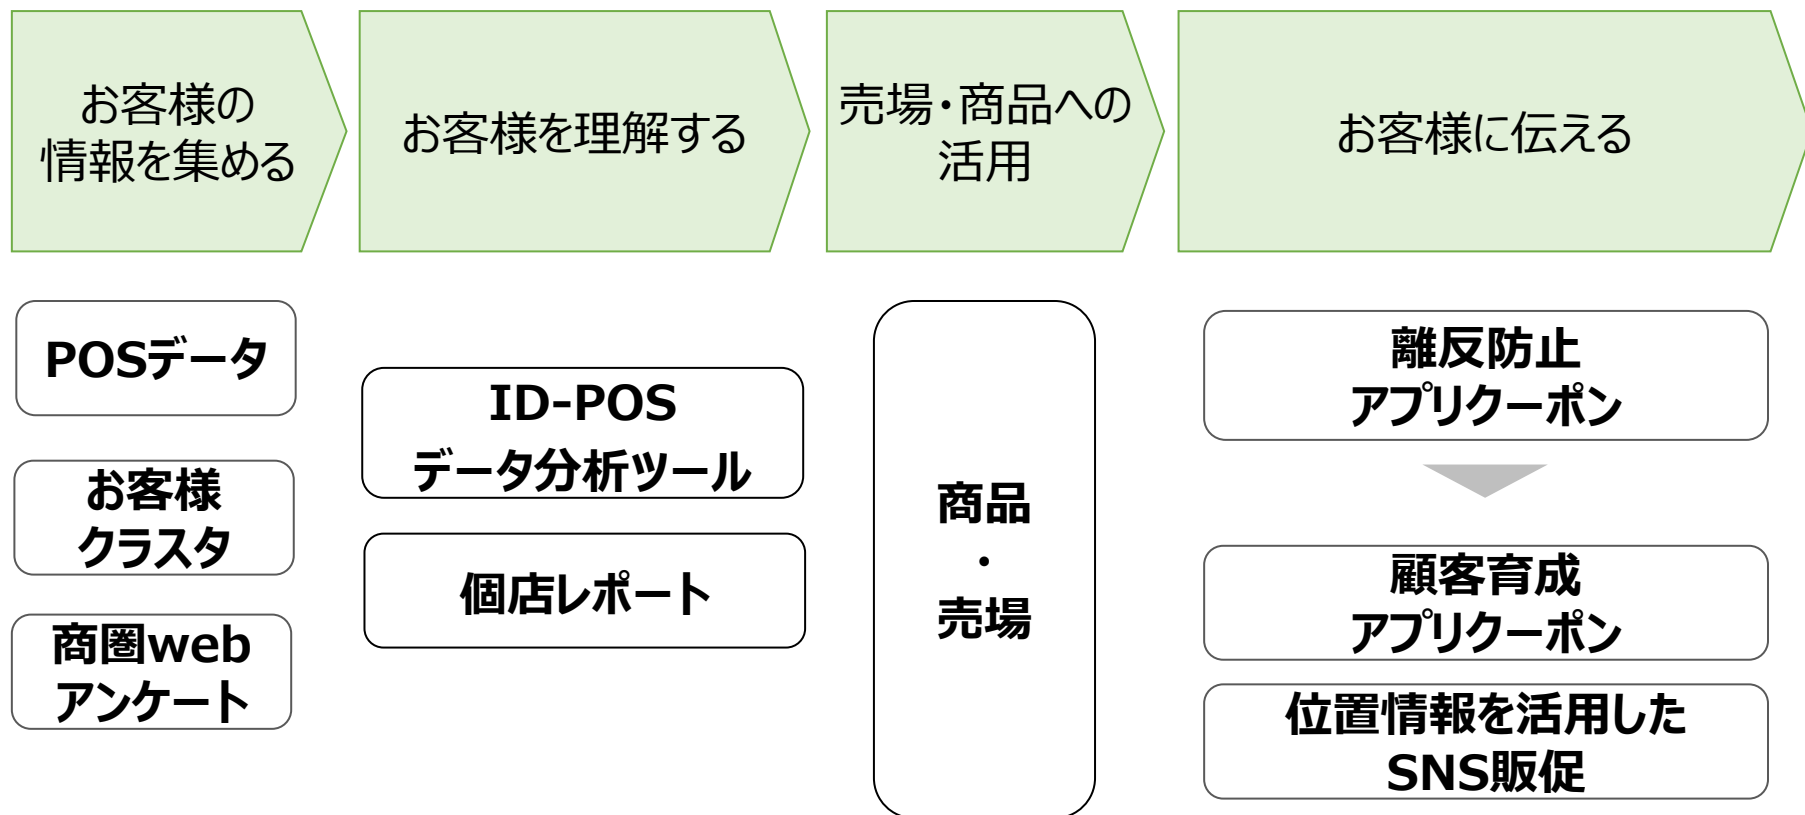 お客様の
情報を集める
お客様を理解する
売場・商品への
活用
お客様に伝える
POSデータ
お客様
クラスタ
商圏web
アンケート
ID-POS
データ分析ツール
個店レポート
商品
・
売場
離反防止
アプリクーポン
顧客育成
アプリクーポン
位置情報を活用した
SNS販促